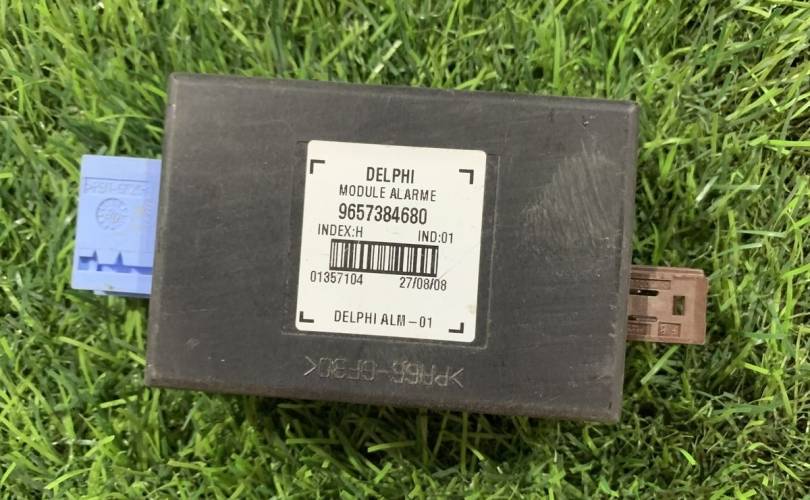 DELPHI
MODULE ALARME
9657384680
INDEX:H IND:01
01357104 27/08/08
DELPHI ALM-01
>PA66-GF30<